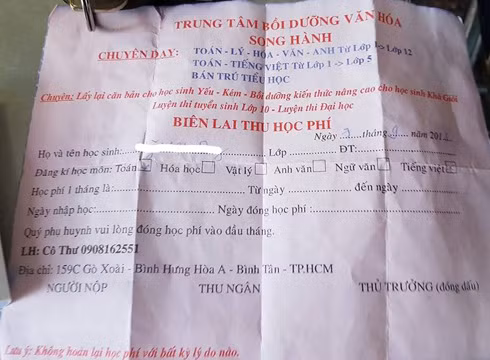 TRUNG TÂM BỒI DƯỠNG VĂN HÓA
SONG HÀNH
CHUYÊN DẠY: TOÁN - LÝ - HÓA - VĂN - ANH Từ Lớp 1 -> Lớp 12
TOÁN - TIẾNG VIỆT Từ Lớp 1 -> Lớp 5
BÁN TRÚ TIỂU HỌC
Chuyên: Lấy lại căn bản cho học sinh Yếu - Kém - Bồi dưỡng kiến thức nâng cao cho học sinh Khá Giỏi
Luyện thi tuyển sinh Lớp 10 - Luyện thi Đại học
BIÊN LAI THU HỌC PHÍ
Ngày ... tháng ... năm 201
Họ và tên học sinh: Lớp ĐT:
Đăng kí học môn: Toán Hóa học Vật lý Anh văn Ngữ văn Tiếng việt
Học phí 1 tháng là: Từ ngày đến ngày
Ngày nhập học: Ngày đóng học phí :
Quý phu huynh vui lòng đóng học phí vào đầu tháng.
LH: Cô Thư 0908162551
Địa chỉ: 159C Gò Xoài - Bình Hưng Hòa A - Bình Tân - TP.HCM
NGƯỜI NỘP THU NGÂN THỦ TRƯỞNG (đóng dấu)
Lưu ý: Không hoàn lại học phí với bất kỳ lý do nào.